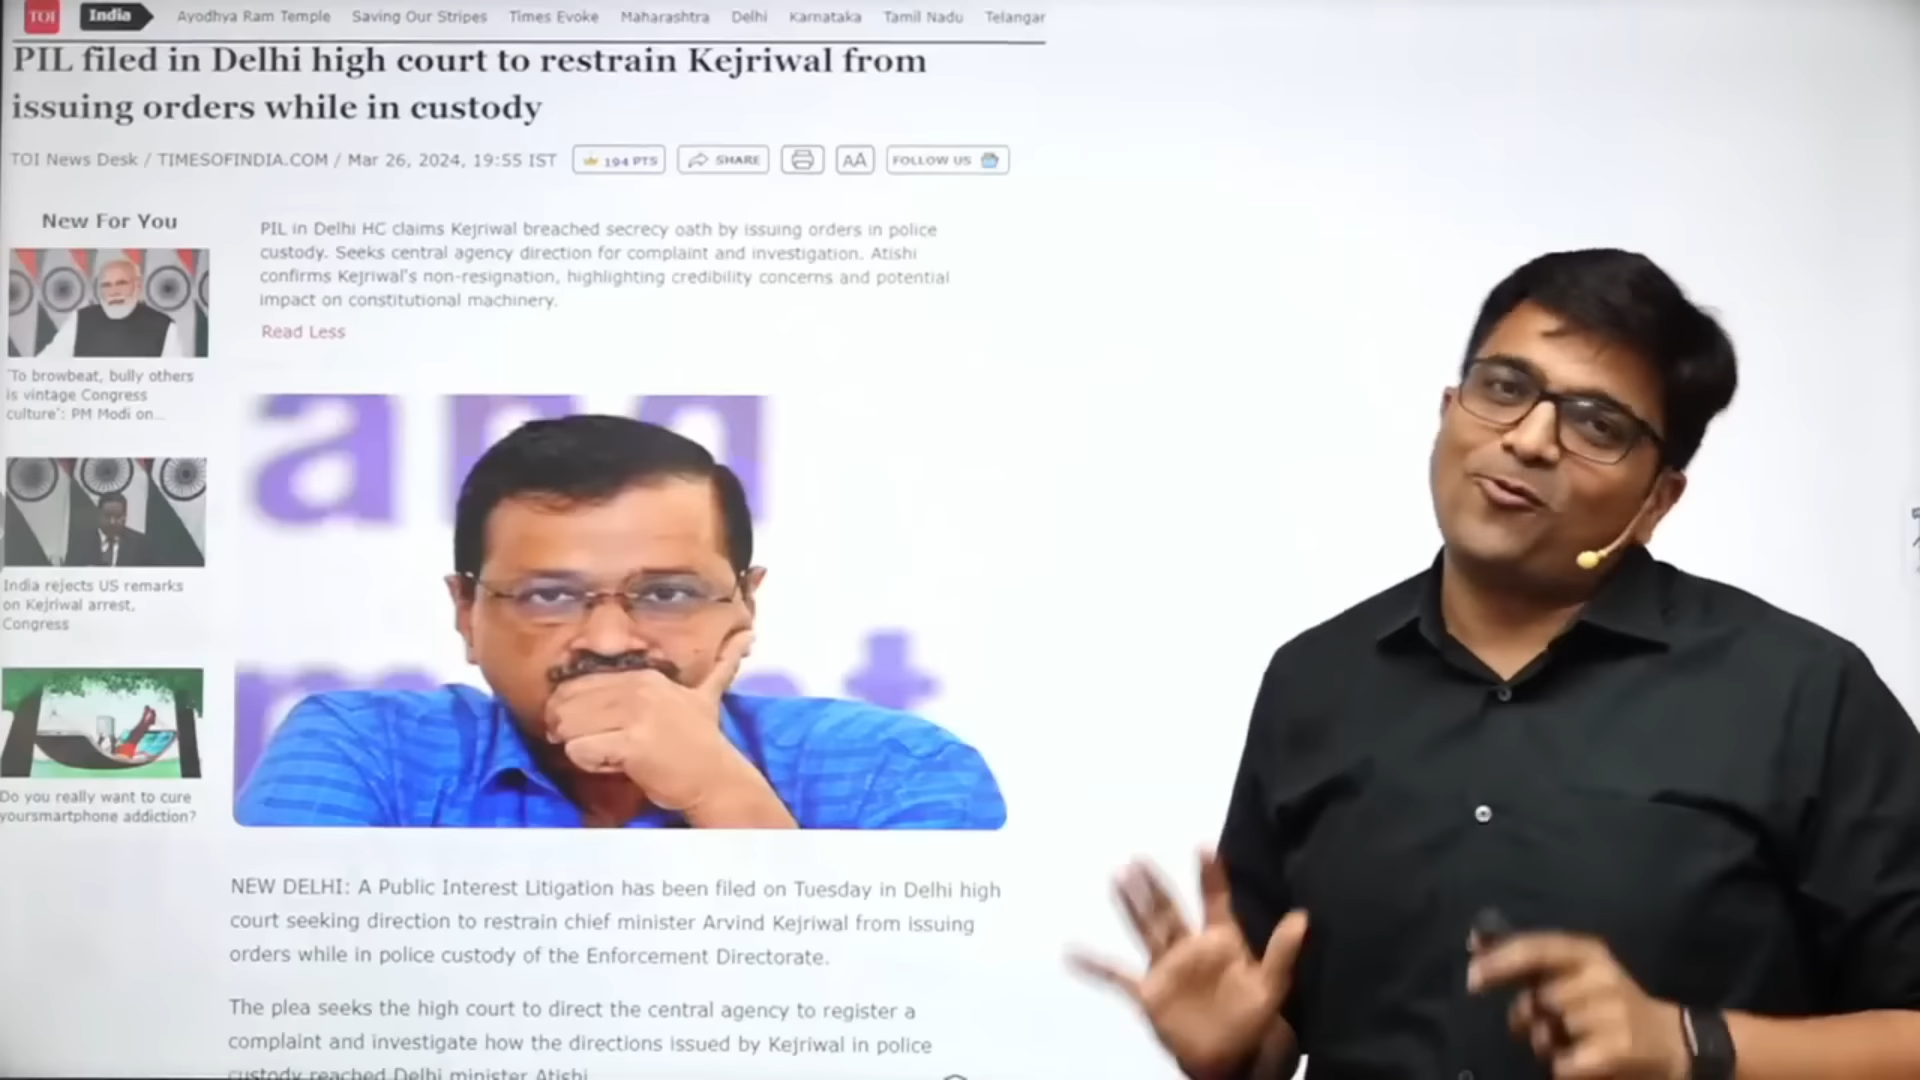 TOI India Ayodhya Ram Temple Saving Our Stripes Times Evoke Maharashtra Delhi Karnataka Tamil Nadu Telangar
PIL filed in Delhi high court to restrain Kejriwal from
issuing orders while in custody
TOI News Desk / TIMESOFINDIA.COM / Mar 26, 2024, 19:55 IST 194 PTS SHARE AA FOLLOW US
New For You
'To browbeat, bully others
is vintage Congress
culture': PM Modi on...
India rejects US remarks
on Kejriwal arrest,
Congress
Do you really want to cure
yoursmartphone addiction?
PIL in Delhi HC claims Kejriwal breached secrecy oath by issuing orders in police
custody. Seeks central agency direction for complaint and investigation. Atishi
confirms Kejriwal's non-resignation, highlighting credibility concerns and potential
impact on constitutional machinery.
Read Less
a
t
NEW DELHI: A Public Interest Litigation has been filed on Tuesday in Delhi high
court seeking direction to restrain chief minister Arvind Kejriwal from issuing
orders while in police custody of the Enforcement Directorate.
The plea seeks the high court to direct the central agency to register a
complaint and investigate how the directions issued by Kejriwal in police
custody reached Delhi minister Atishi